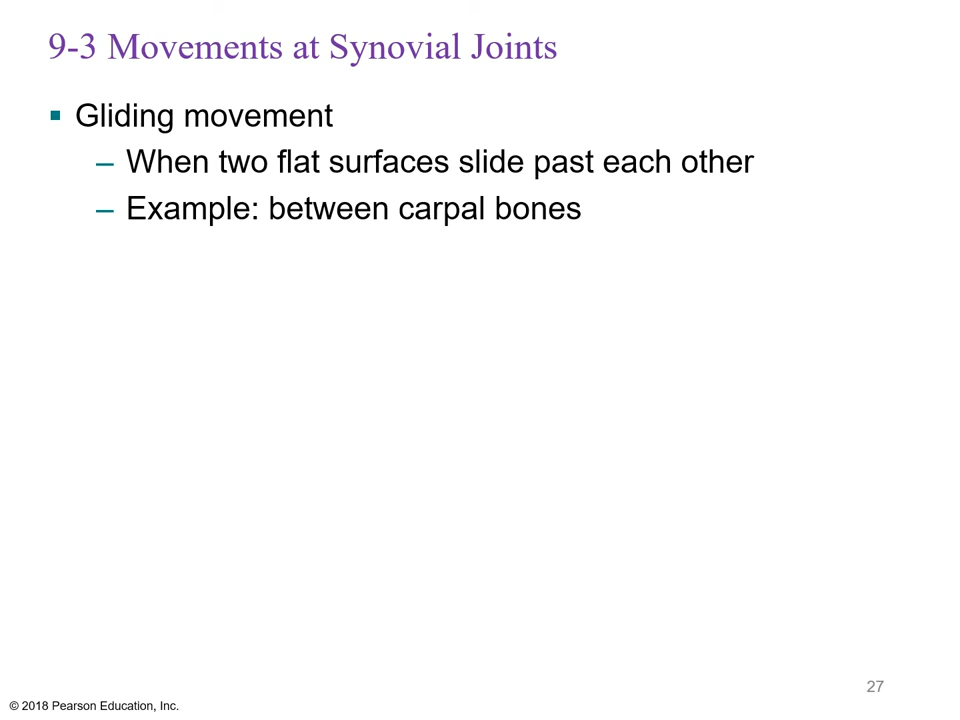 9-3 Movements at Synovial Joints
▪ Gliding movement
– When two flat surfaces slide past each other
– Example: between carpal bones
27
© 2018 Pearson Education, Inc.